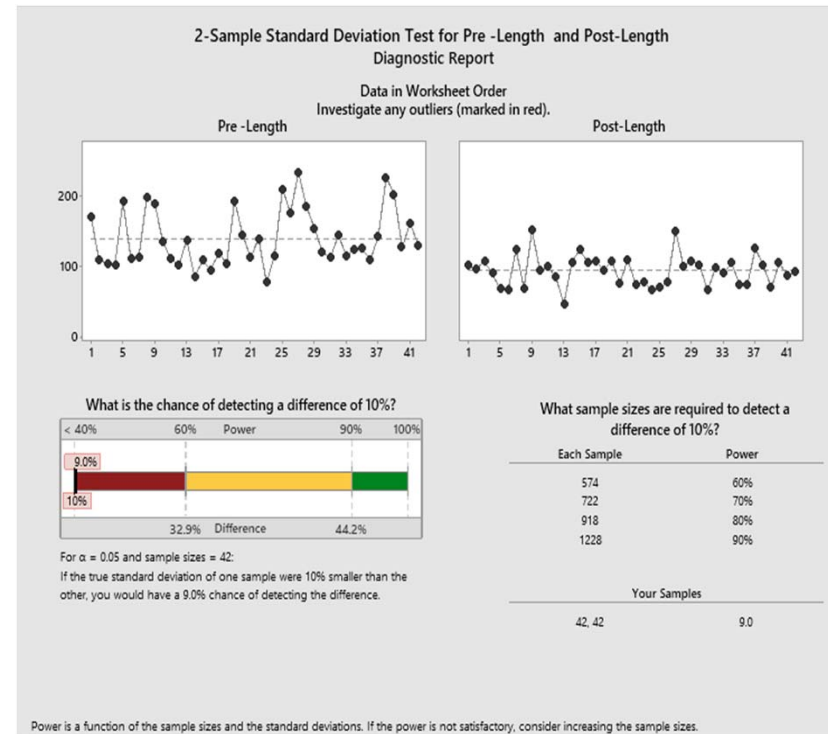 2-Sample Standard Deviation Test for Pre -Length and Post-Length
Diagnostic Report
Data in Worksheet Order
Investigate any outliers (marked in red).
Pre -Length
Post-Length
200
100
0
1 5 9 13 17 21 25 29 33 37 41
1 5 9 13 17 21 25 29 33 37 41
What is the chance of detecting a difference of 10%?
< 40% 60% Power 90% 100%
9.0%
10%
32.9% Difference 44.2%
For α = 0.05 and sample sizes = 42:
If the true standard deviation of one sample were 10% smaller than the
other, you would have a 9.0% chance of detecting the difference.
What sample sizes are required to detect a
difference of 10%?
Each Sample Power
574 60%
722 70%
918 80%
1228 90%
Your Samples
42, 42 9.0
Power is a function of the sample sizes and the standard deviations. If the power is not satisfactory, consider increasing the sample sizes.